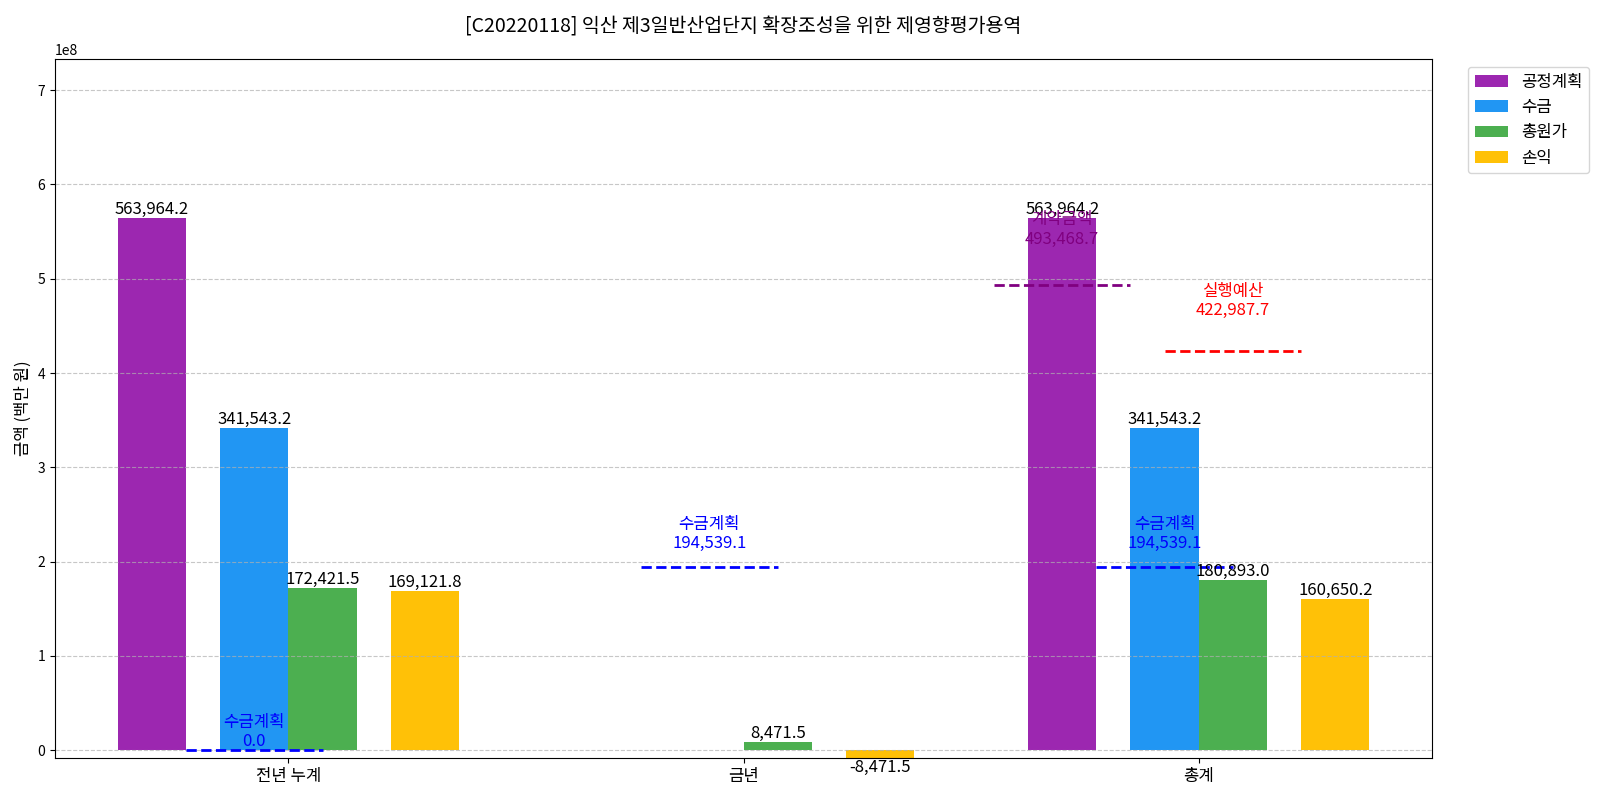 [C20220118] 익산 제3일반산업단지 확장조성을 위한 제영향평가용역
1e8
7
6
5
4
3
2
1
0
금액 (백만 원)
563,964.2
341,543.2
172,421.5
169,121.8
수금계획
0.0
수금계획
194,539.1
8,471.5
-8,471.5
563,964.2
계약금액
493,468.7
실행예산
422,987.7
341,543.2
수금계획
194,539.1
180,893.0
160,650.2
전년 누계
금년
총계
공정계획
수금
총원가
손익